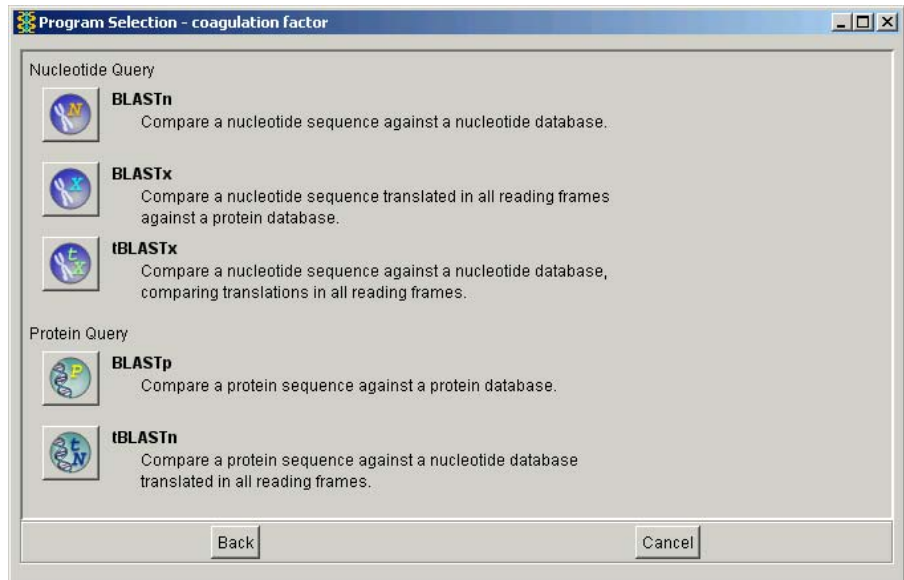 Program Selection - coagulation factor
Nucleotide Query
N
BLASTn
Compare a nucleotide sequence against a nucleotide database.
X
BLASTx
Compare a nucleotide sequence translated in all reading frames
against a protein database.
t
X
tBLASTx
Compare a nucleotide sequence against a nucleotide database,
comparing translations in all reading frames.
Protein Query
P
BLASTp
Compare a protein sequence against a protein database.
t
N
tBLASTn
Compare a protein sequence against a nucleotide database
translated in all reading frames.
Back
Cancel